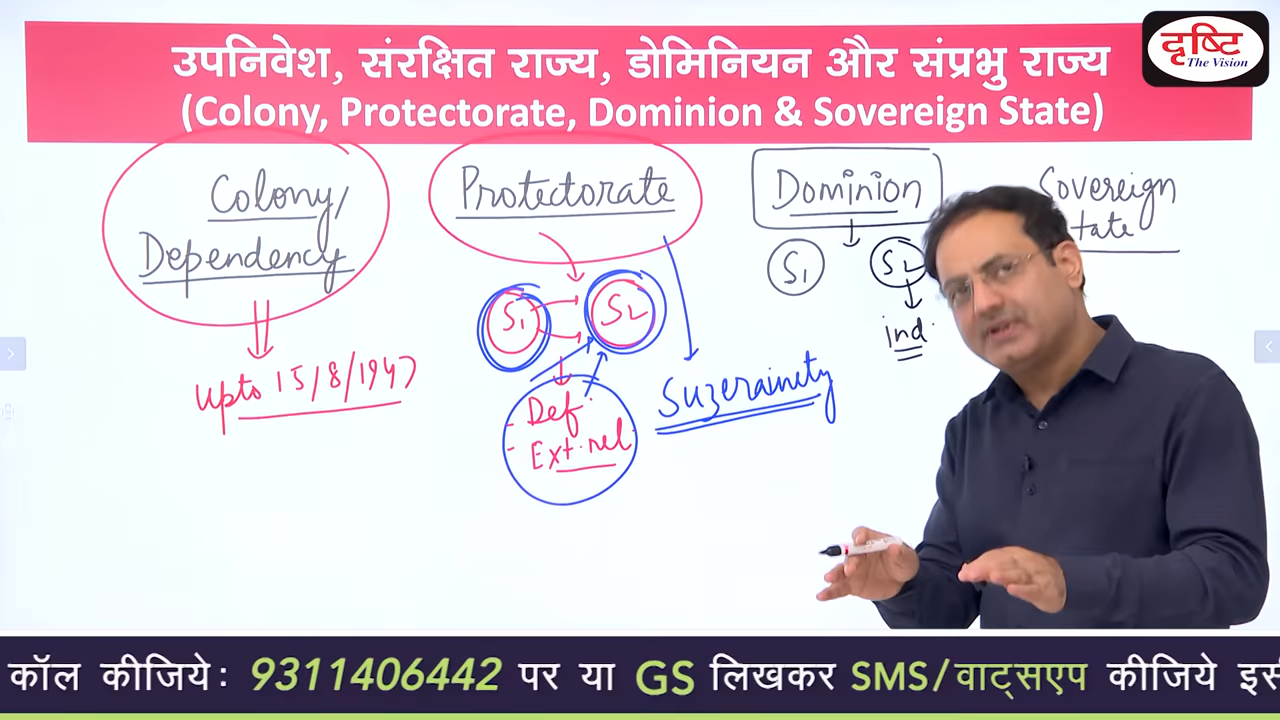 उपनिवेश, संरक्षित राज्य, डोमिनियन और संप्रभु राज्य
(Colony, Protectorate, Dominion & Sovereign State)
दृष्टि
The Vision
Colony/
Dependency
upto 15/8/1947
Protectorate
S1
S2
- Def.
- Ext. rel.
Suzerainty
Dominion
S1
S2
ind.
Sovereign
tate
कॉल कीजिये: 9311406442 पर या GS लिखकर SMS/वाट्सएप कीजिये इसी